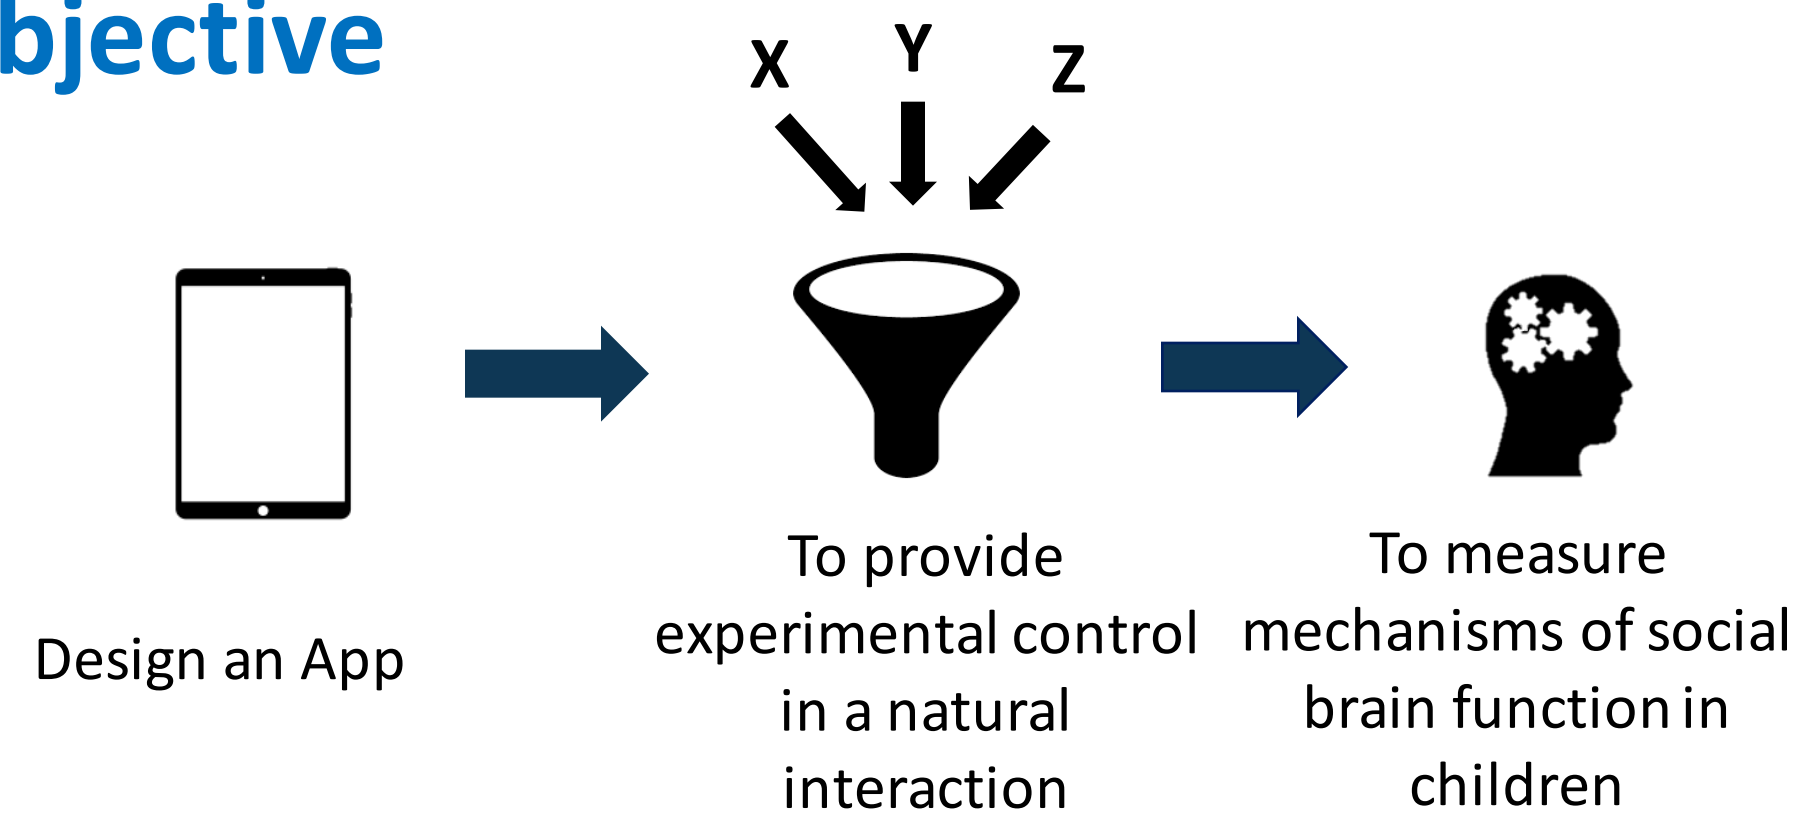 bjective
X Y Z
Design an App
To provide
experimental control
in a natural
interaction
To measure
mechanisms of social
brain function in
children